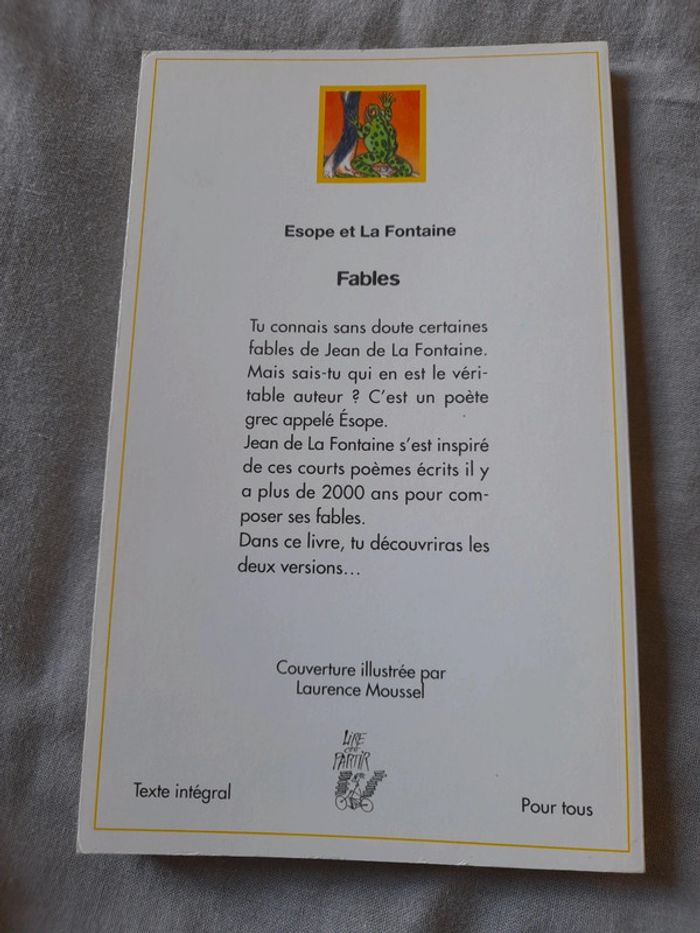 Esope et La Fontaine
Fables
Tu connais sans doute certaines
fables de Jean de La Fontaine.
Mais sais-tu qui en est le véri-
table auteur ? C'est un poète
grec appelé Ésope.
Jean de La Fontaine s'est inspiré
de ces courts poèmes écrits il y
a plus de 2000 ans pour com-
poser ses fables.
Dans ce livre, tu découvriras les
deux versions...
Couverture illustrée par
Laurence Moussel
LIRE
c'est
PARTIR
Texte intégral
Pour tous